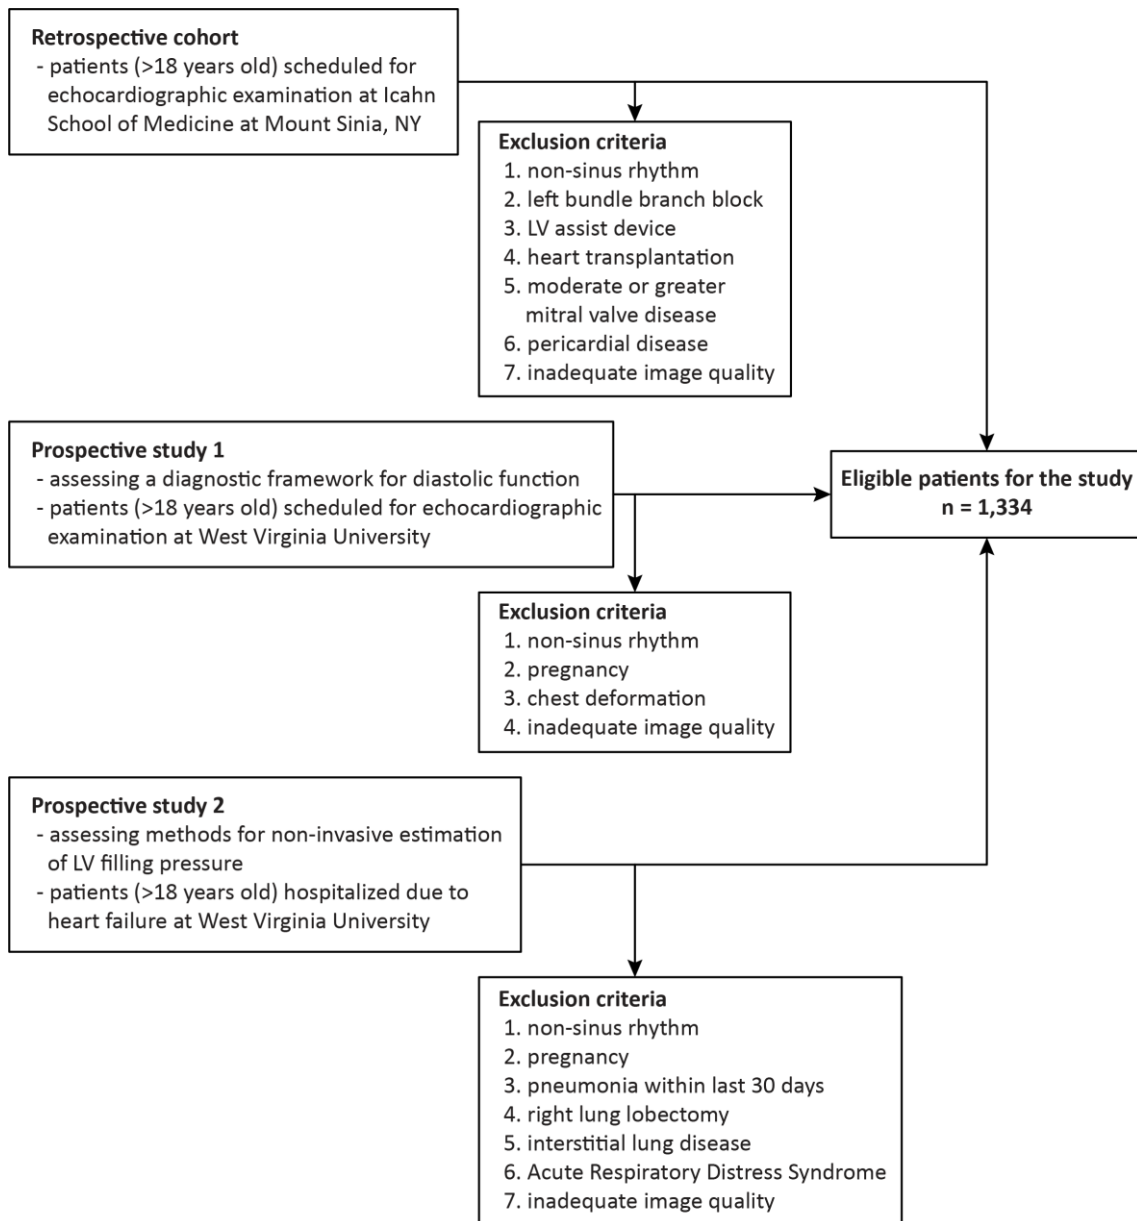 Retrospective cohort
- patients (>18 years old) scheduled for
echocardiographic examination at Icahn
School of Medicine at Mount Sinia, NY
Exclusion criteria
1. non-sinus rhythm
2. left bundle branch block
3. LV assist device
4. heart transplantation
5. moderate or greater
mitral valve disease
6. pericardial disease
7. inadequate image quality
Prospective study 1
- assessing a diagnostic framework for diastolic function
- patients (>18 years old) scheduled for echocardiographic
examination at West Virginia University
Eligible patients for the study
n = 1,334
Exclusion criteria
1. non-sinus rhythm
2. pregnancy
3. chest deformation
4. inadequate image quality
Prospective study 2
- assessing methods for non-invasive estimation
of LV filling pressure
- patients (>18 years old) hospitalized due to
heart failure at West Virginia University
Exclusion criteria
1. non-sinus rhythm
2. pregnancy
3. pneumonia within last 30 days
4. right lung lobectomy
5. interstitial lung disease
6. Acute Respiratory Distress Syndrome
7. inadequate image quality